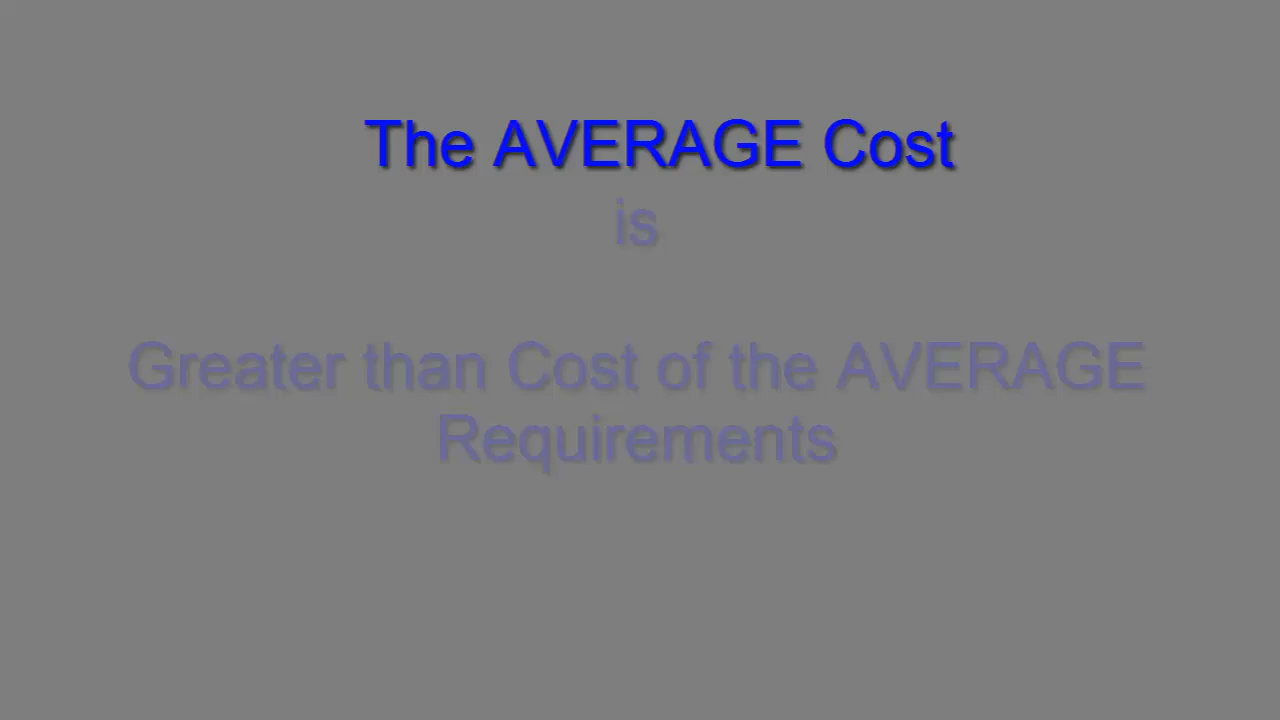 The AVERAGE Cost
is
Greater than Cost of the AVERAGE
Requirements